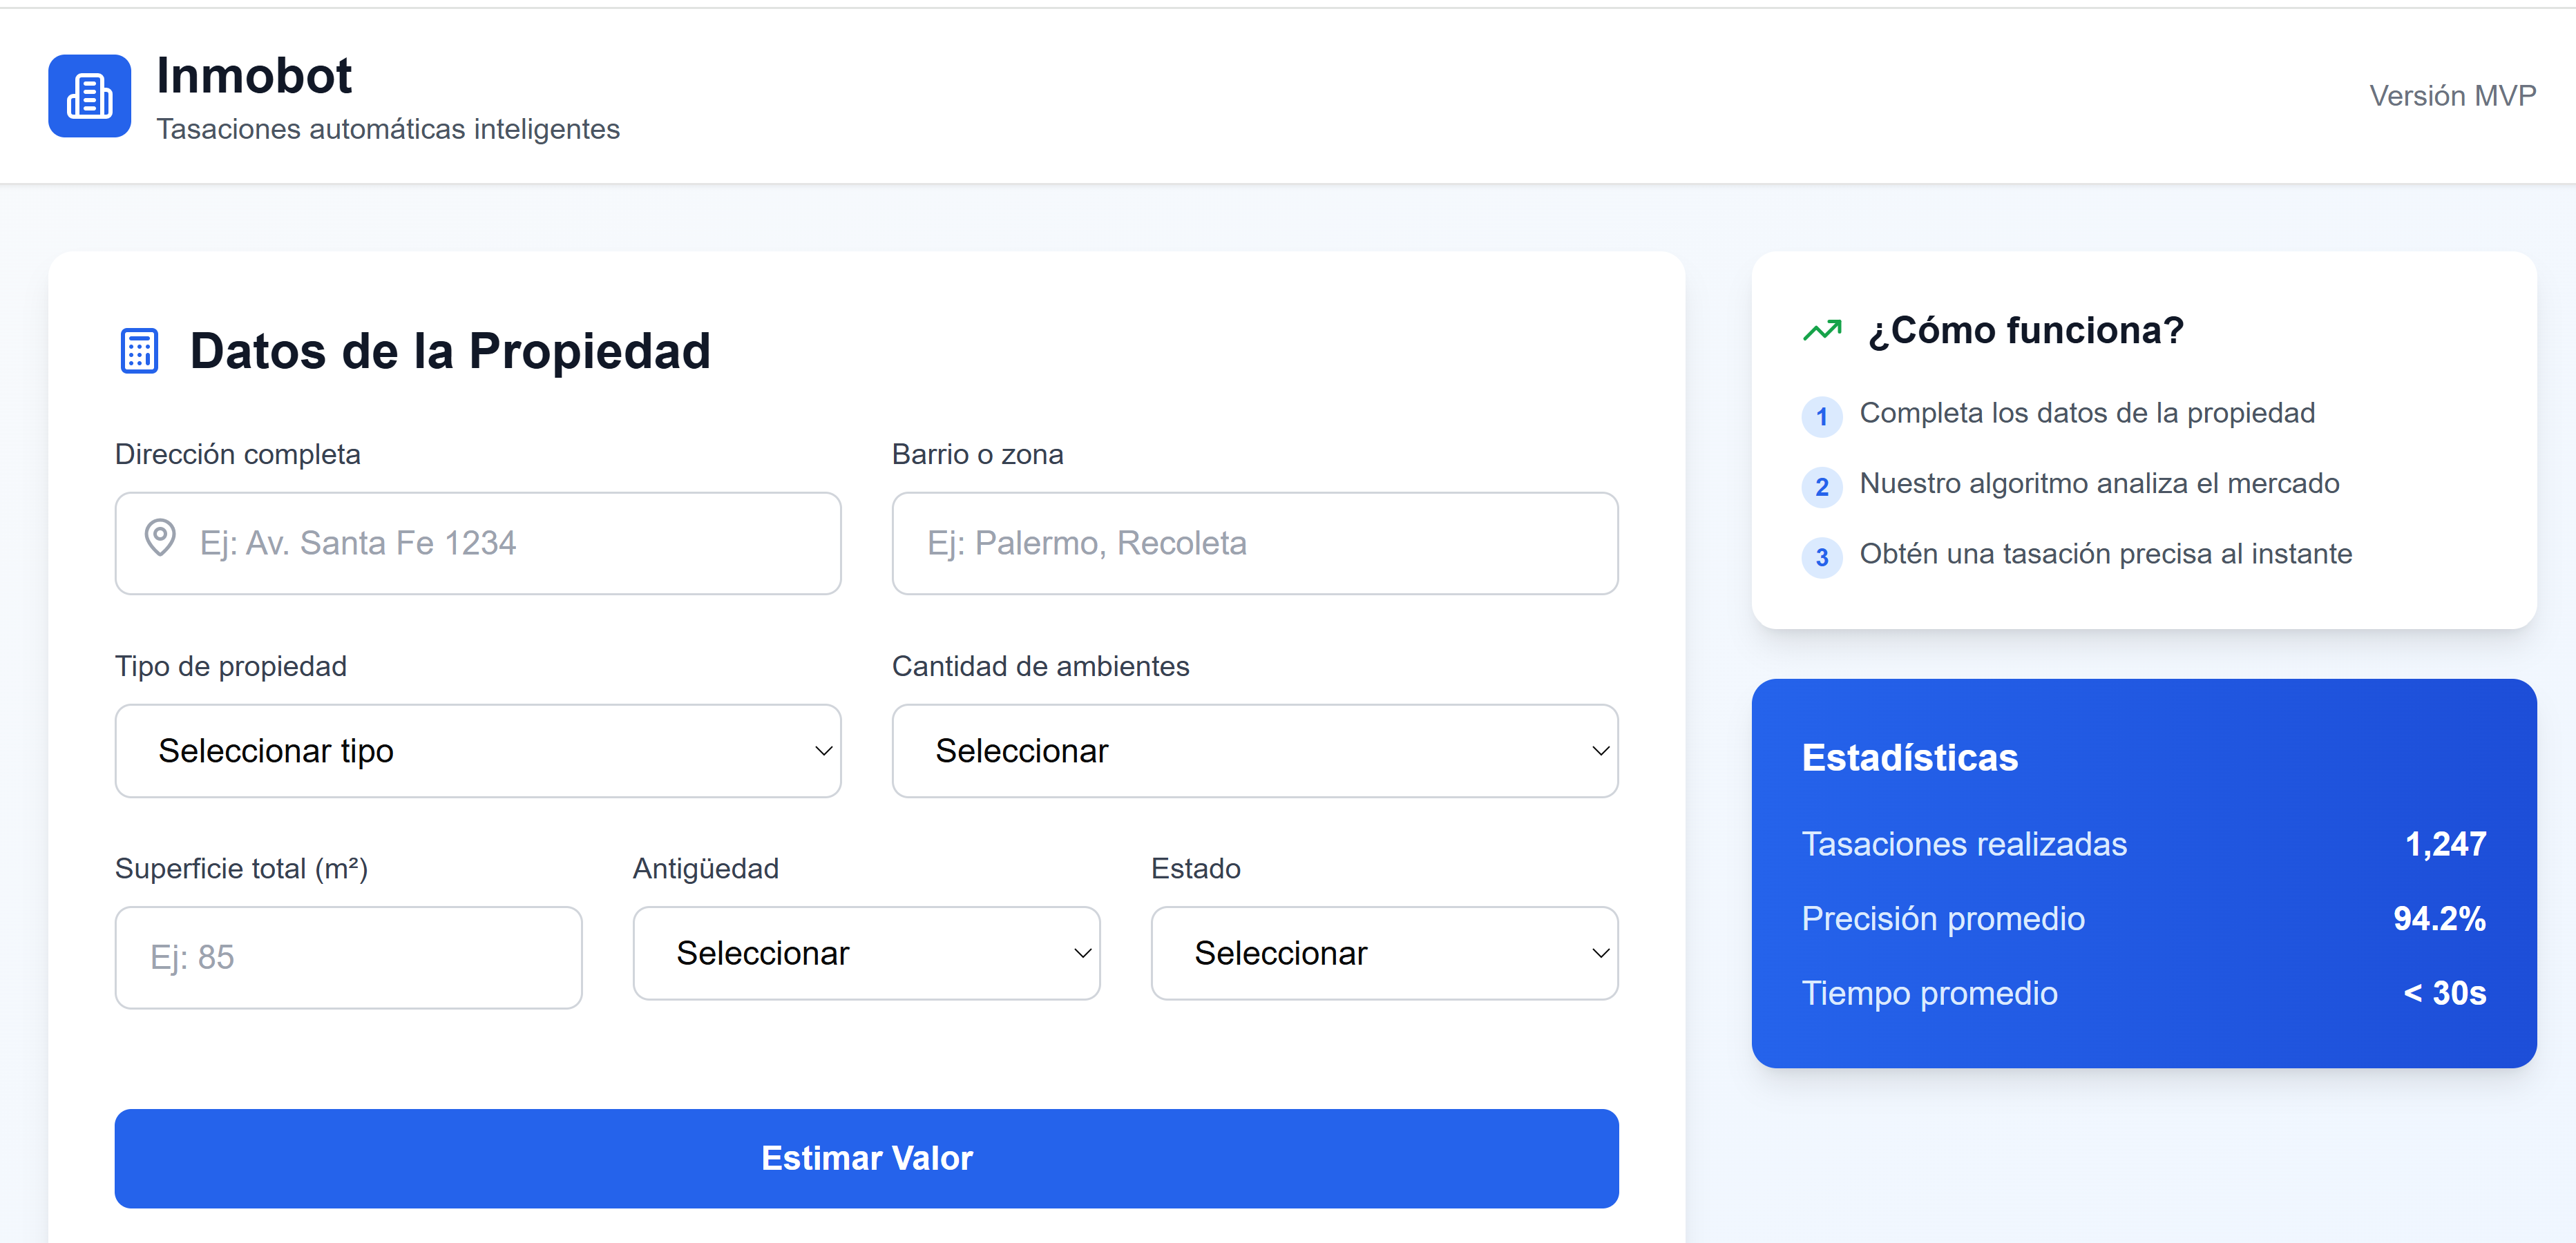 Inmobot
Tasaciones automáticas inteligentes
Versión MVP
Datos de la Propiedad
Dirección completa
Ej: Av. Santa Fe 1234
Barrio o zona
Ej: Palermo, Recoleta
Tipo de propiedad
Seleccionar tipo
Cantidad de ambientes
Seleccionar
Superficie total (m²)
Ej: 85
Antigüedad
Seleccionar
Estado
Seleccionar
Estimar Valor
¿Cómo funciona?
1 Completa los datos de la propiedad
2 Nuestro algoritmo analiza el mercado
3 Obtén una tasación precisa al instante
Estadísticas
Tasaciones realizadas 1,247
Precisión promedio 94.2%
Tiempo promedio < 30s